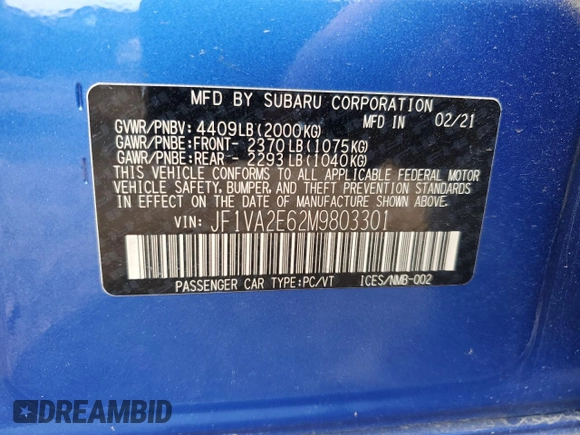 MFD BY SUBARU CORPORATION
GVWR/PNBV: 4409LB(2000KG) MFD IN 02/21
GAWR/PNBE:FRONT- 2370LB(1075KG)
GAWR/PNBE:REAR - 2293LB(1040KG)
THIS VEHICLE CONFORMS TO ALL APPLICABLE FEDERAL MOTOR
VEHICLE SAFETY, BUMPER, AND THEFT PREVENTION STANDARDS
IN EFFECT ON THE DATE OF MANUFACTURE SHOWN ABOVE.
VIN: JF1VA2E62M9803301
PASSENGER CAR TYPE:PC/VT ICES/NMB-002
DREAMBID